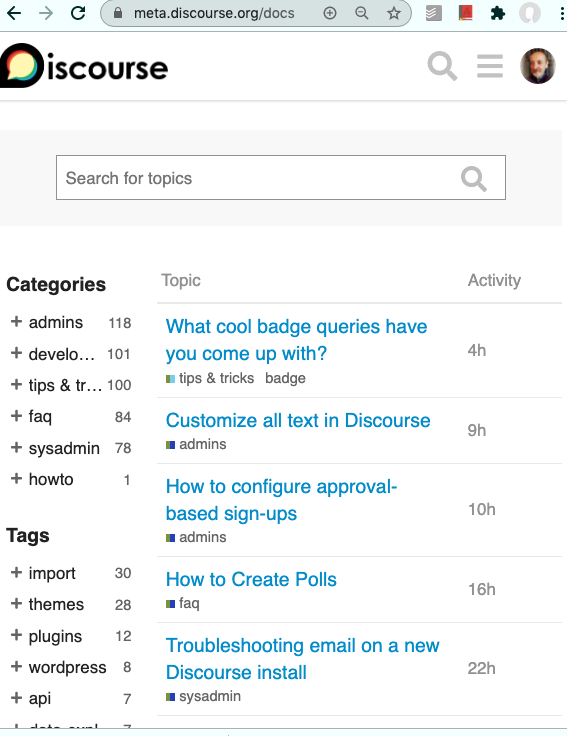 meta.discourse.org/docs
Discourse
Search for topics
Categories
admins 118
develo... 101
tips & tr... 100
faq 84
sysadmin 78
howto 1
Tags
import 30
themes 28
plugins 12
wordpress 8
api 7
Topic Activity
What cool badge queries have
you come up with?
4h
tips & tricks badge
Customize all text in Discourse
9h
admins
How to configure approval-
based sign-ups
10h
admins
How to Create Polls
16h
faq
Troubleshooting email on a new
Discourse install
22h
sysadmin